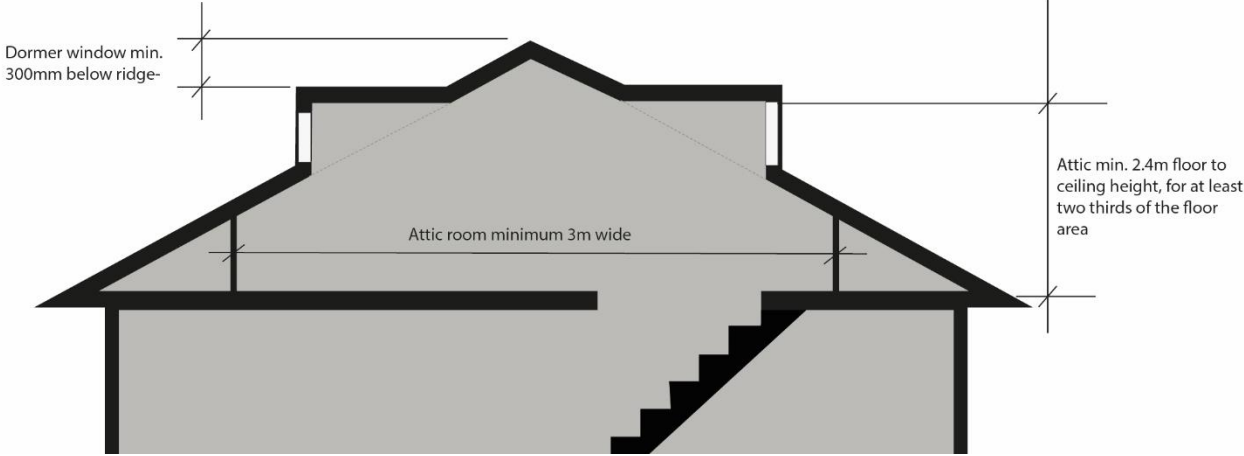 Dormer window min.
300mm below ridge-
Attic min. 2.4m floor to
ceiling height, for at least
two thirds of the floor
area
Attic room minimum 3m wide